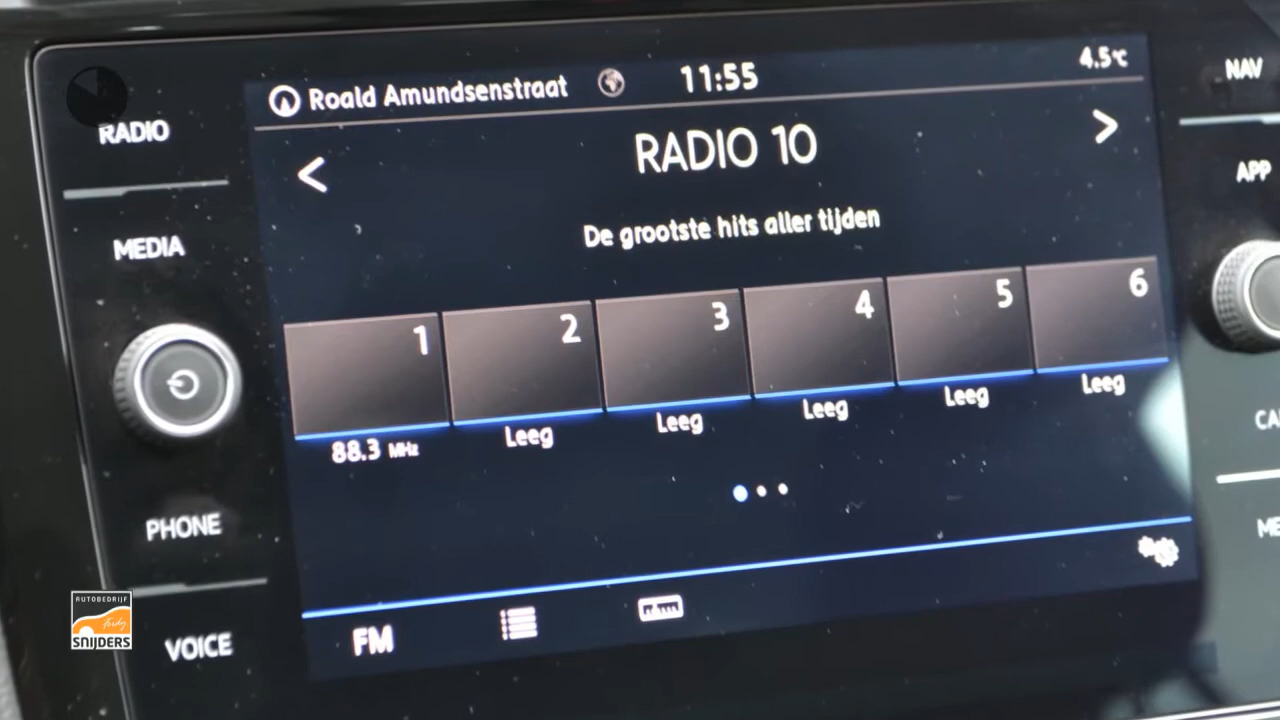 Roald Amundsenstraat 11:55 4.5°C
RADIO
NAV
RADIO 10
APP
MEDIA
De grootste hits aller tijden
1 2 3 4 5 6
88.3 MHz Leeg Leeg Leeg Leeg Leeg
PHONE
FM
VOICE
AUTOBEDRIJF
Fordy
SNIJDERS